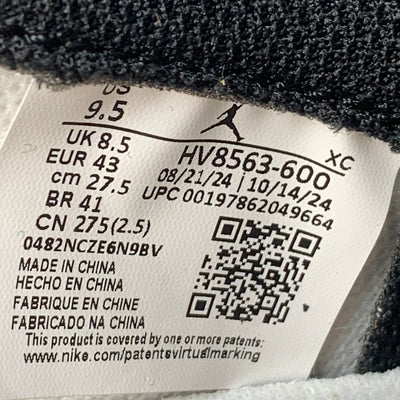 US
9.5
UK 8.5
EUR 43
cm 27.5
BR 41
CN 275(2.5)
0482NCZE6N9BV
XC
HV8563-600
08/21/24 | 10/14/24
UPC 00197862049664
MADE IN CHINA
HECHO EN CHINA
FABRIQUE EN CHINE
FABRICADO NA CHINA
This product is covered by one or more patents:
www.nike.com/patentsvirtualmarking